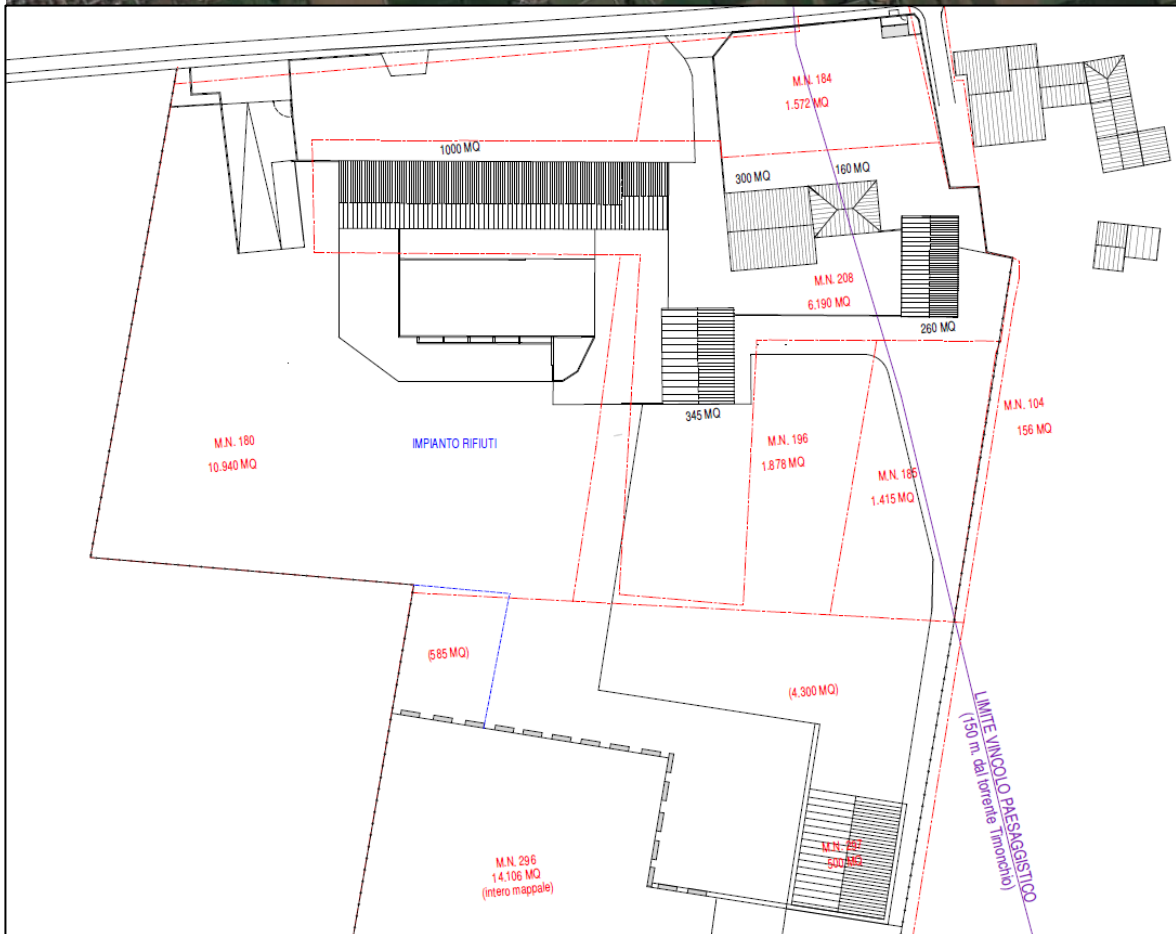 M.N. 184
1.572 MQ
1000 MQ
300 MQ
160 MQ
M.N. 208
6.190 MQ
260 MQ
345 MQ
M.N. 104
156 MQ
M.N. 180
10.940 MQ
IMPIANTO RIFIUTI
M.N. 196
1.878 MQ
M.N. 185
1.415 MQ
(585 MQ)
(4.300 MQ)
LIMITE VINCOLO PAESAGGISTICO
(150 m. dal torrente Timonchio)
M.N. 297
500 MQ
M.N. 296
14.106 MQ
(intero mappale)